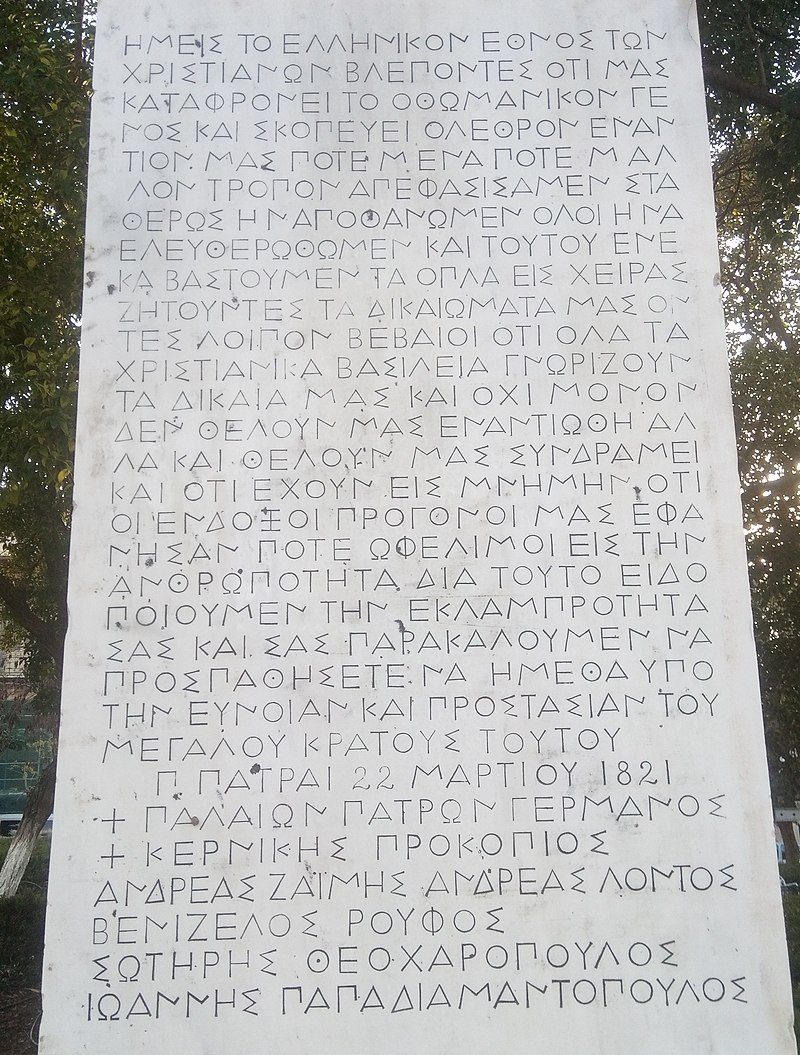 ΗΜΕΙΣ ΤΟ ΕΛΛΗΝΙΚΟΝ ΕΘΝΟΣ ΤΩΝ
ΧΡΙΣΤΙΑΝΩΝ ΒΛΕΠΟΝΤΕΣ ΟΤΙ ΜΑΣ
ΚΑΤΑΦΡΟΝΕΙ ΤΟ ΟΘΩΜΑΝΙΚΟΝ ΓΕ
ΝΟΣ ΚΑΙ ΣΚΟΠΕΥΕΙ ΟΛΕΘΡΟΝ ΕΝΑΝ
ΤΙΟΝ ΜΑΣ ΠΟΤΕ Μ ΕΝΑ ΠΟΤΕ Μ ΑΛ
ΛΟΝ ΤΡΟΠΟΝ ΑΠΕΦΑΣΙΣΑΜΕΝ ΣΤΑ
ΘΕΡΩΣ Η Ν ΑΠΟΘΑΝΩΜΕΝ ΟΛΟΙ Η ΝΑ
ΕΛΕΥΘΕΡΩΘΩΜΕΝ ΚΑΙ ΤΟΥΤΟΥ ΕΝΕ
ΚΑ ΒΑΣΤΟΥΜΕΝ ΤΑ ΟΠΛΑ ΕΙΣ ΧΕΙΡΑΣ
ΖΗΤΟΥΝΤΕΣ ΤΑ ΔΙΚΑΙΩΜΑΤΑ ΜΑΣ ΟΝ
ΤΕΣ ΛΟΙΠΟΝ ΒΕΒΑΙΟΙ ΟΤΙ ΟΛΑ ΤΑ
ΧΡΙΣΤΙΑΝΙΚΑ ΒΑΣΙΛΕΙΑ ΓΝΩΡΙΖΟΥΝ
ΤΑ ΔΙΚΑΙΑ ΜΑΣ ΚΑΙ ΟΧΙ ΜΟΝΟΝ
ΔΕΝ ΘΕΛΟΥΝ ΜΑΣ ΕΝΑΝΤΙΩΘΗ ΑΛ
ΛΑ ΚΑΙ ΘΕΛΟΥΝ ΜΑΣ ΣΥΝΔΡΑΜΕΙ
ΚΑΙ ΟΤΙ ΕΧΟΥΝ ΕΙΣ ΜΝΗΜΗΝ ΟΤΙ
ΟΙ ΕΝΔΟΞΟΙ ΠΡΟΓΟΝΟΙ ΜΑΣ ΕΦΑ
ΝΗΣΑΝ ΠΟΤΕ ΩΦΕΛΙΜΟΙ ΕΙΣ ΤΗΝ
ΑΝΘΡΩΠΟΤΗΤΑ ΔΙΑ ΤΟΥΤΟ ΕΙΔΟ
ΠΟΙΟΥΜΕΝ ΤΗΝ ΕΚΛΑΜΠΡΟΤΗΤΑ
ΣΑΣ ΚΑΙ ΣΑΣ ΠΑΡΑΚΑΛΟΥΜΕΝ ΝΑ
ΠΡΟΣΠΑΘΗΣΕΤΕ ΝΑ ΗΜΕΘΑ ΥΠΟ
ΤΗΝ ΕΥΝΟΙΑΝ ΚΑΙ ΠΡΟΣΤΑΣΙΑΝ ΤΟΥ
ΜΕΓΑΛΟΥ ΚΡΑΤΟΥΣ ΤΟΥΤΟΥ
Π. ΠΑΤΡΑΙ 22 ΜΑΡΤΙΟΥ 1821
+ ΠΑΛΑΙΩΝ ΠΑΤΡΩΝ ΓΕΡΜΑΝΟΣ
+ ΚΕΡΝΙΚΗΣ ΠΡΟΚΟΠΙΟΣ
ΑΝΔΡΕΑΣ ΖΑΪΜΗΣ ΑΝΔΡΕΑΣ ΛΟΝΤΟΣ
ΒΕΝΙΖΕΛΟΣ ΡΟΥΦΟΣ
ΣΩΤΗΡΗΣ ΘΕΟΧΑΡΟΠΟΥΛΟΣ
ΙΩΑΝΝΗΣ ΠΑΠΑΔΙΑΜΑΝΤΟΠΟΥΛΟΣ